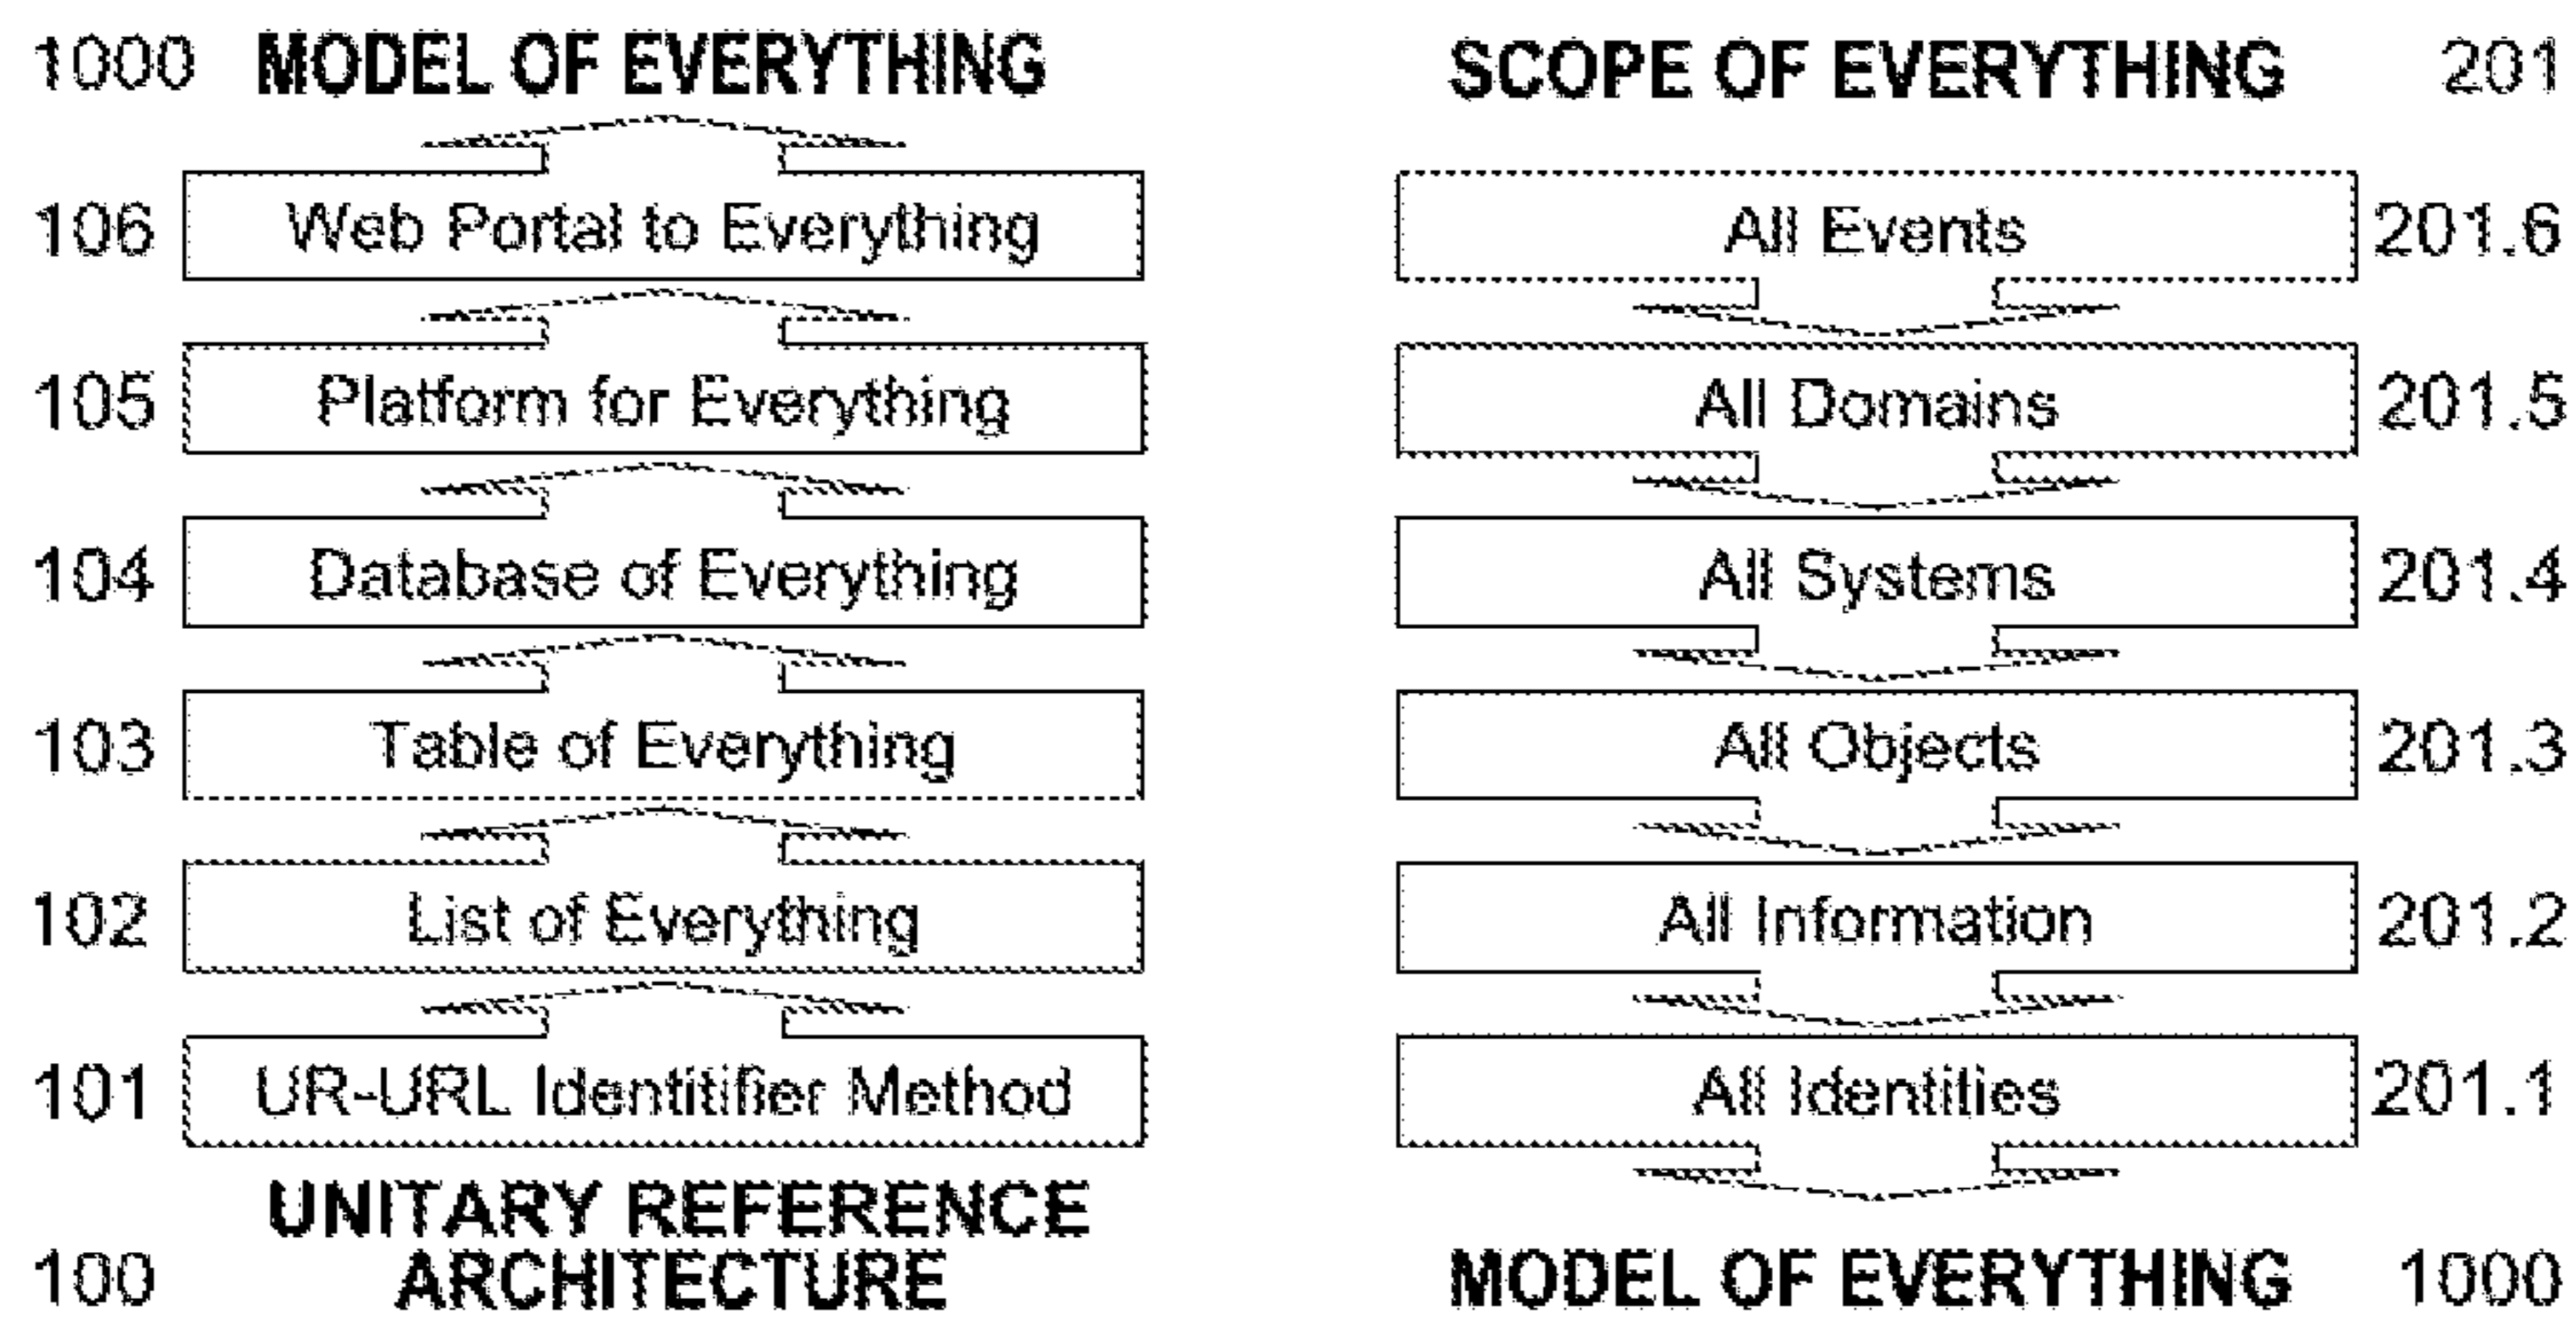 1000 MODEL OF EVERYTHING
106 Web Portal to Everything
105 Platform for Everything
104 Database of Everything
103 Table of Everything
102 List of Everything
101 UR-URL Identitifier Method
UNITARY REFERENCE
100 ARCHITECTURE
SCOPE OF EVERYTHING 201
All Events 201.6
All Domains 201.5
All Systems 201.4
All Objects 201.3
All Information 201.2
All Identities 201.1
MODEL OF EVERYTHING 1000